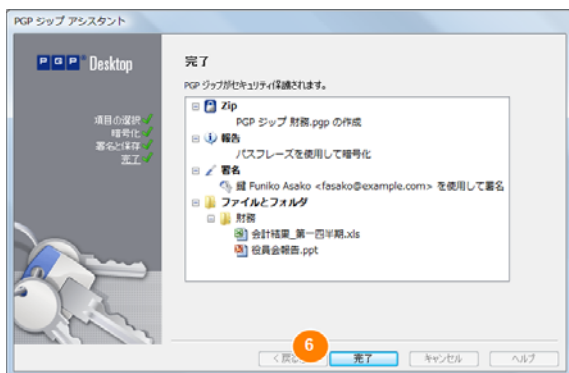 PGP ジップ アシスタント
PGP Desktop
項目の選択
暗号化
署名と保存
完了
完了
PGP ジップがセキュリティ保護されます。
Zip
PGP ジップ 財務.pgp の作成
報告
パスフレーズを使用して暗号化
署名
鍵 Funiko Asako <fasako@example.com> を使用して署名
ファイルとフォルダ
財務
会計結果_第一四半期.xls
役員会報告.ppt
6
< 戻
完了
キャンセル
ヘルプ